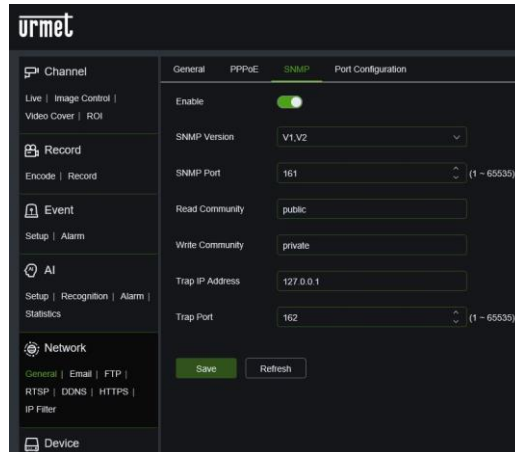 urmet
Channel
Live | Image Control |
Video Cover | ROI
Record
Encode | Record
Event
Setup | Alarm
AI
Setup | Recognition | Alarm |
Statistics
Network
General | Email | FTP |
RTSP | DDNS | HTTPS |
IP Filter
Device
General PPPoE SNMP Port Configuration
Enable
SNMP Version V1,V2
SNMP Port 161 (1 ~ 65535)
Read Community public
Write Community private
Trap IP Address 127.0.0.1
Trap Port 162 (1 ~ 65535)
Save Refresh